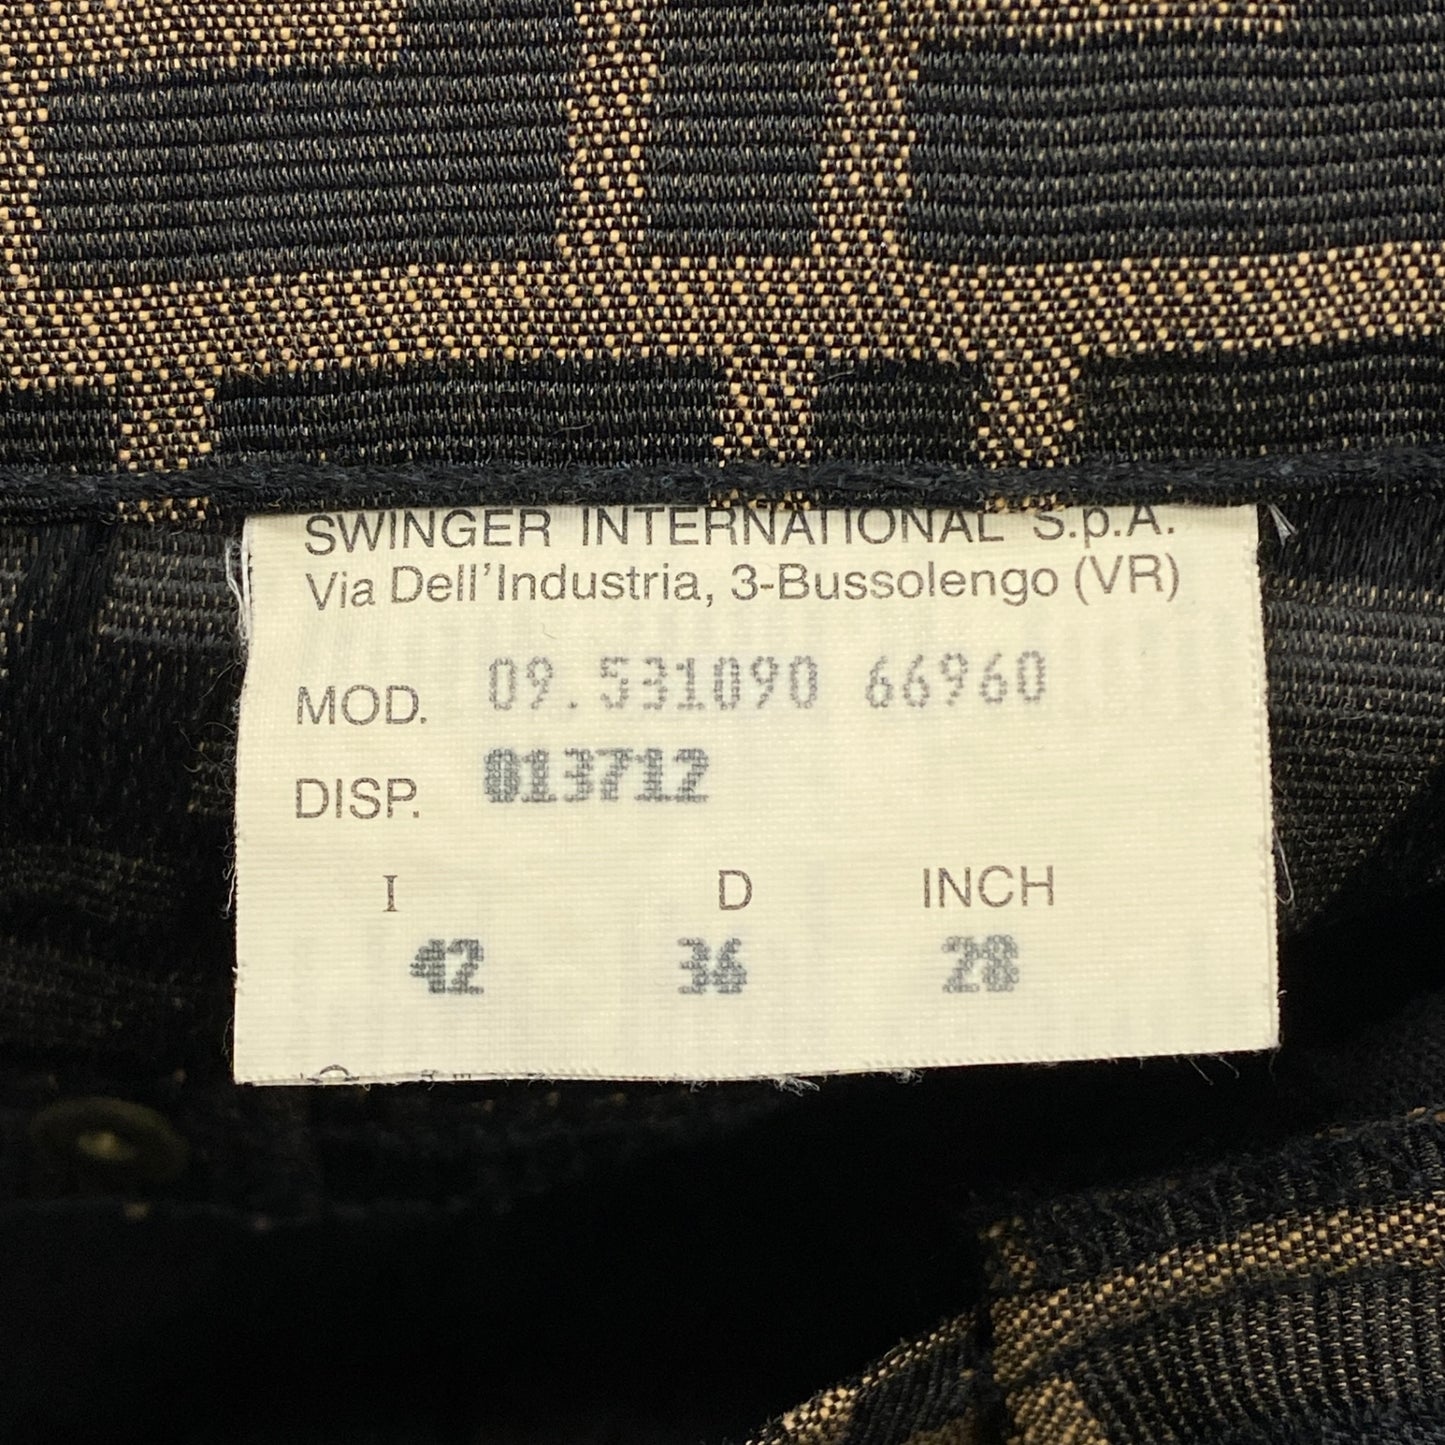 SWINGER INTERNATIONAL S.p.A.
Via Dell'Industria, 3-Bussolengo (VR)
MOD. 09.531090 66960
DISP. 013712
I D INCH
42 36 28